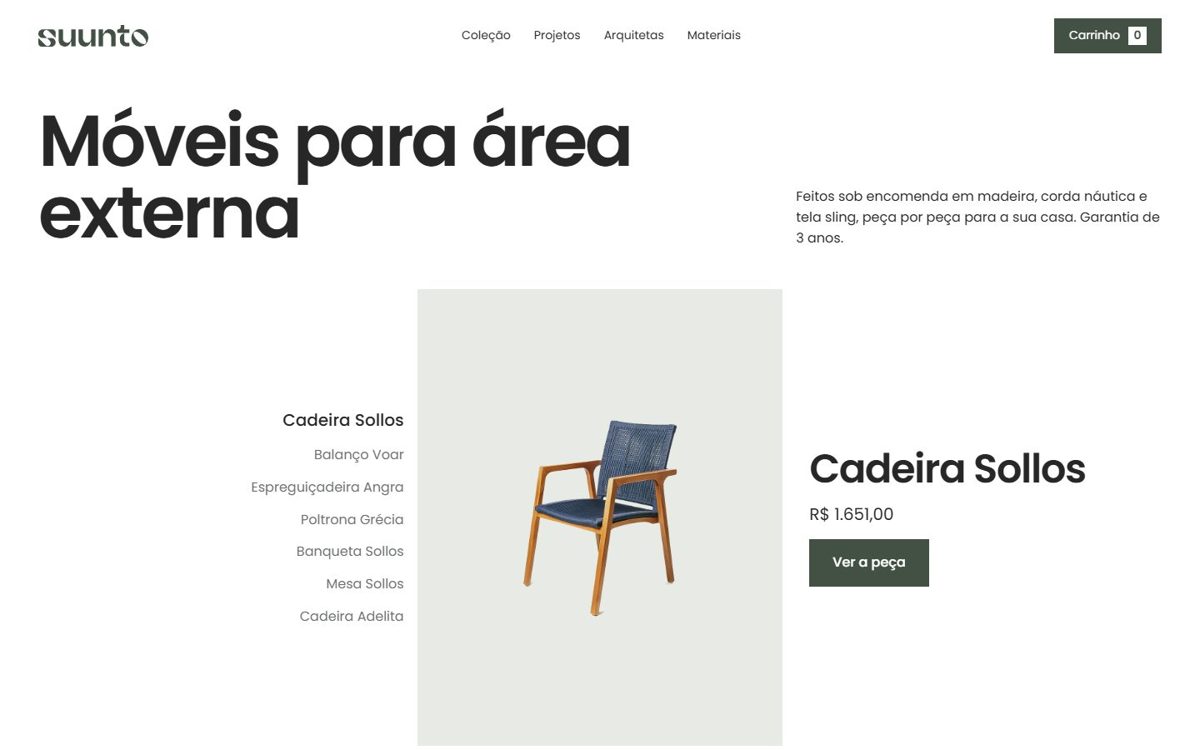 suunto
Coleção
Projetos
Arquitetas
Materiais
Carrinho 0
Móveis para área
externa
Feitos sob encomenda em madeira, corda náutica e
tela sling, peça por peça para a sua casa. Garantia de
3 anos.
Cadeira Sollos
Balanço Voar
Espreguiçadeira Angra
Poltrona Grécia
Banqueta Sollos
Mesa Sollos
Cadeira Adelita
Cadeira Sollos
R$ 1.651,00
Ver a peça